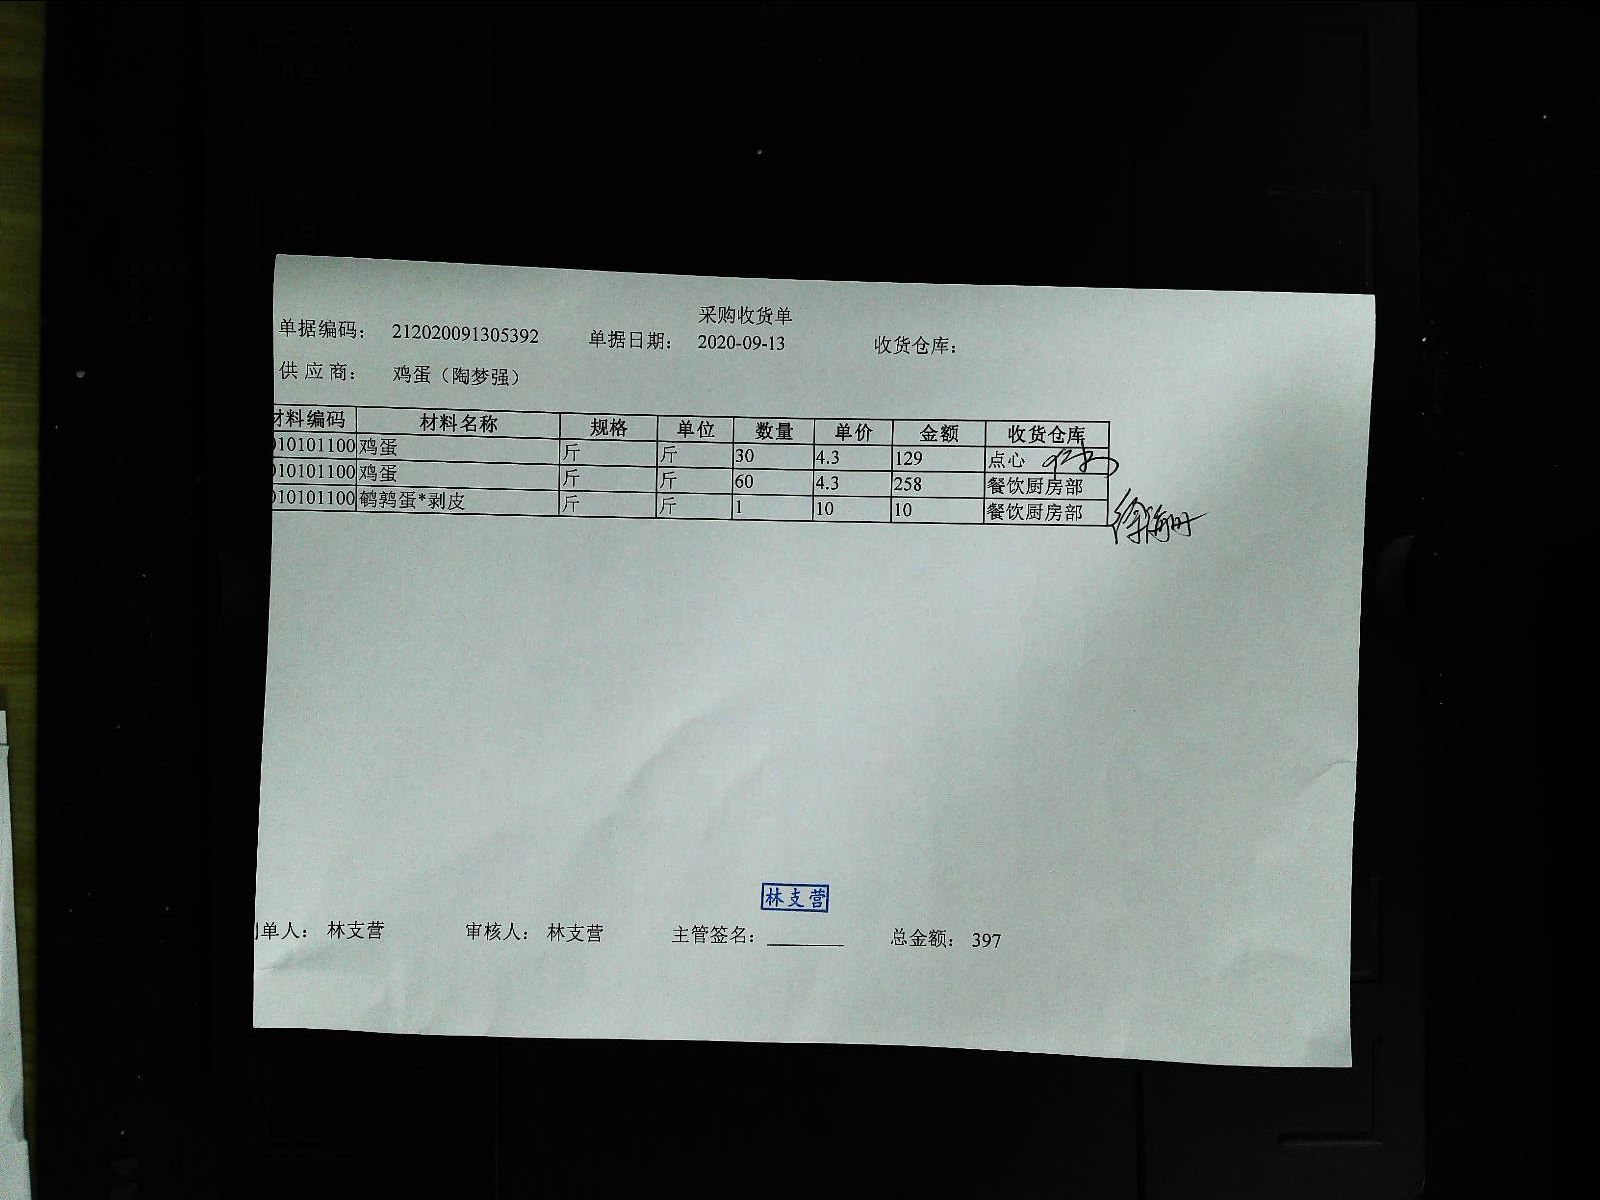 采购收货单
单据编码： 212020091305392 单据日期： 2020-09-13 收货仓库：
供应商： 鸡蛋（陶梦强）
材料编码 材料名称 规格 单位 数量 单价 金额 收货仓库
010101100 鸡蛋 斤 斤 30 4.3 129 点心
010101100 鸡蛋 斤 斤 60 4.3 258 餐饮厨房部
010101100 鹌鹑蛋*剥皮 斤 斤 1 10 10 餐饮厨房部
林支营
制单人： 林支营 审核人： 林支营 主管签名： 总金额： 397